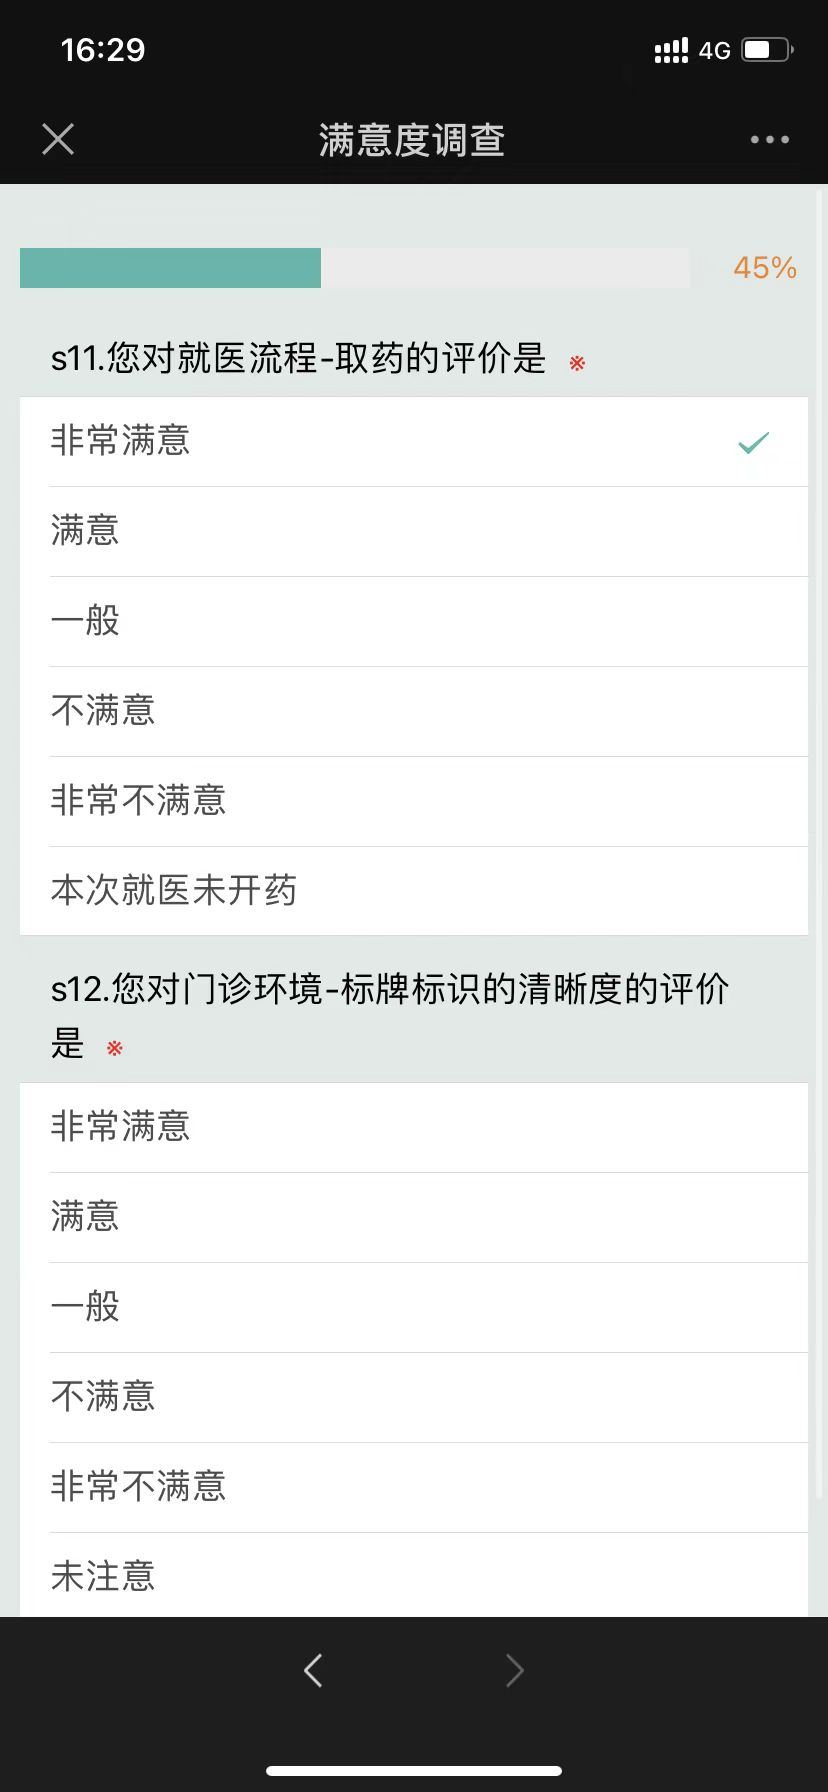 16:29
4G
满意度调查
45%
s11.您对就医流程-取药的评价是 ※
非常满意
满意
一般
不满意
非常不满意
本次就医未开药
s12.您对门诊环境-标牌标识的清晰度的评价
是 ※
非常满意
满意
一般
不满意
非常不满意
未注意